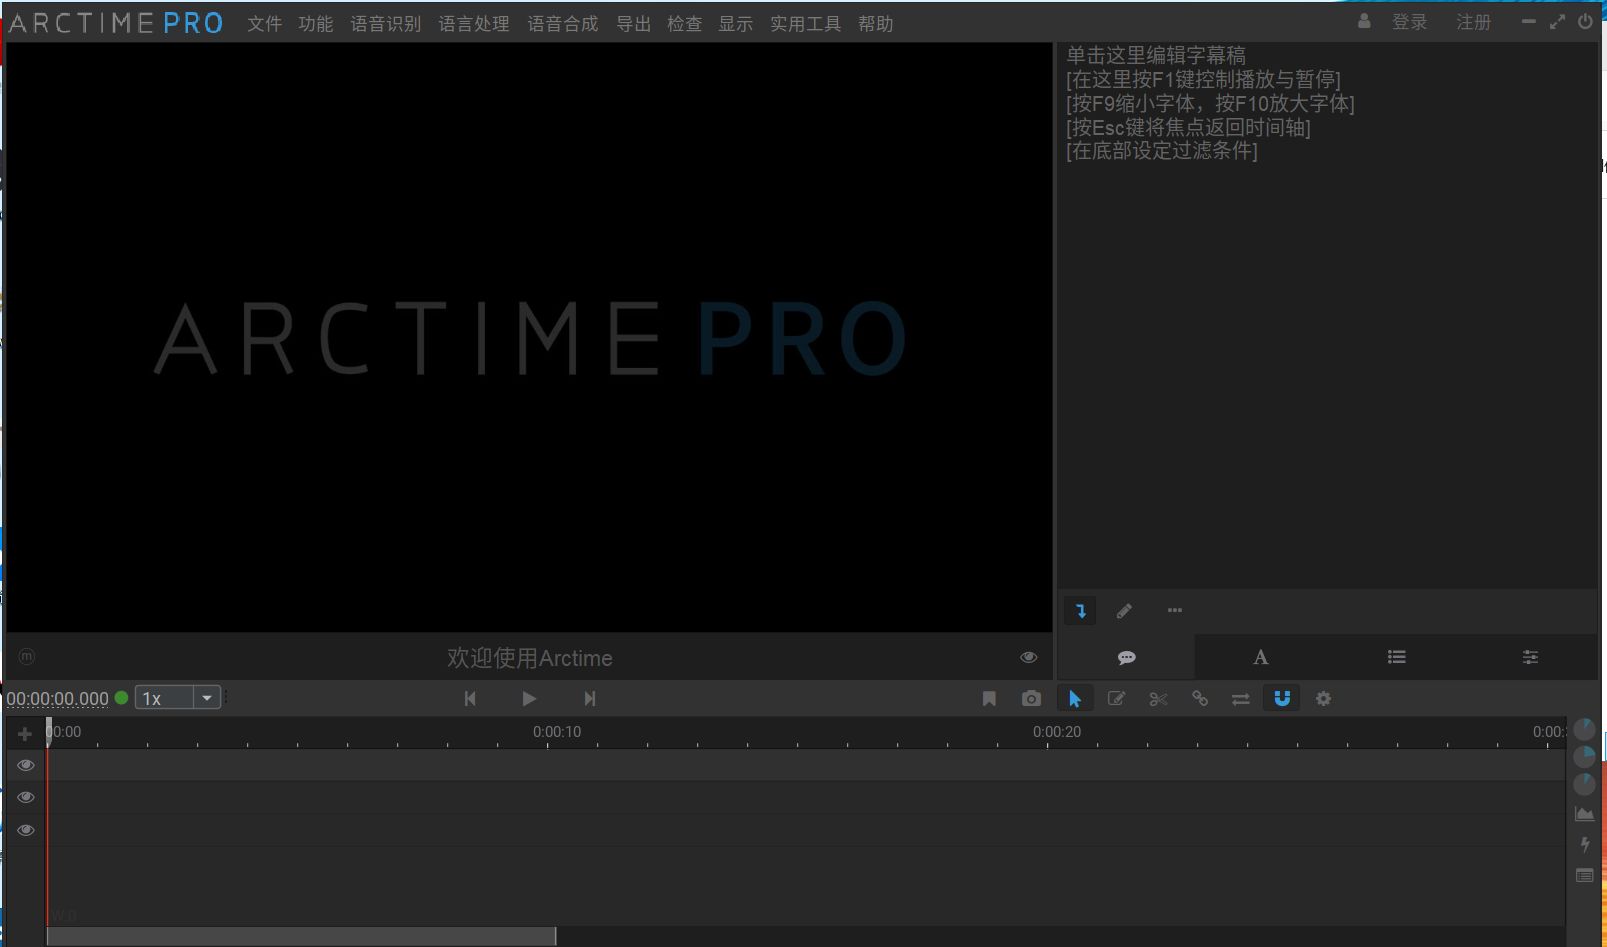 ARCTIME PRO 文件 功能 语音识别 语言处理 语音合成 导出 检查 显示 实用工具 帮助 登录 注册
单击这里编辑字幕稿
[在这里按F1键控制播放与暂停]
[按F9缩小字体，按F10放大字体]
[按Esc键将焦点返回时间轴]
[在底部设定过滤条件]
ARCTIME PRO
m 欢迎使用Arctime
A
00:00:00.000 1x
00:00 0:00:10 0:00:20 0:00:
W:0